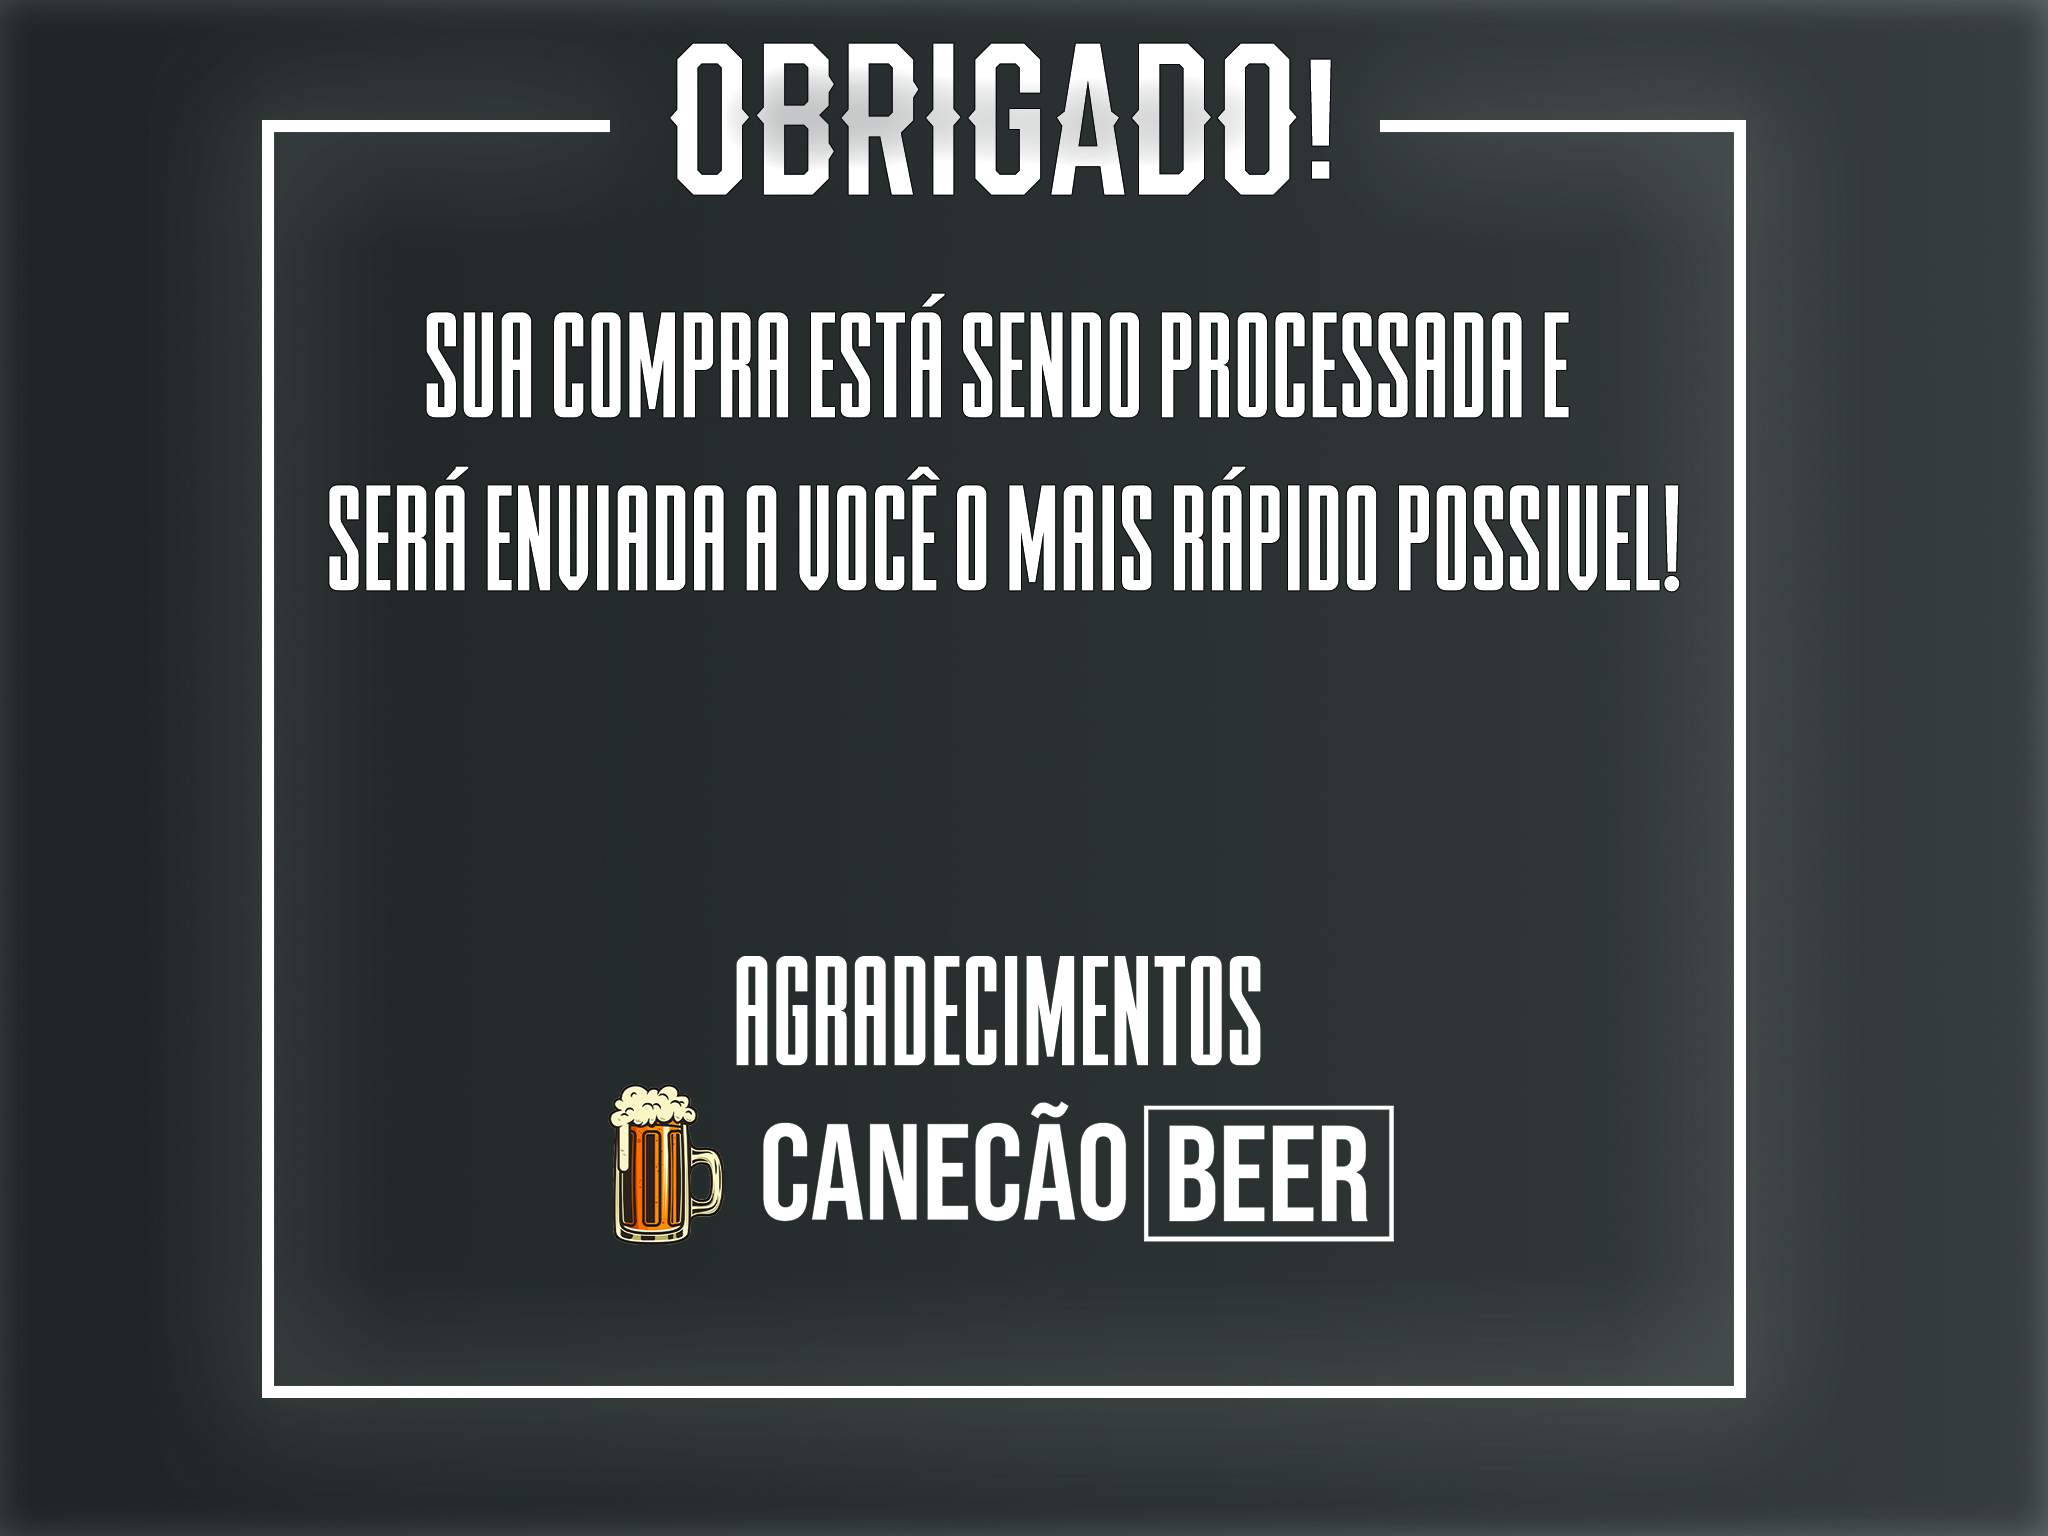 OBRIGADO!
SUA COMPRA ESTÁ SENDO PROCESSADA E
SERÁ ENVIADA A VOCÊ O MAIS RÁPIDO POSSIVEL!
AGRADECIMENTOS
CANECÃO BEER